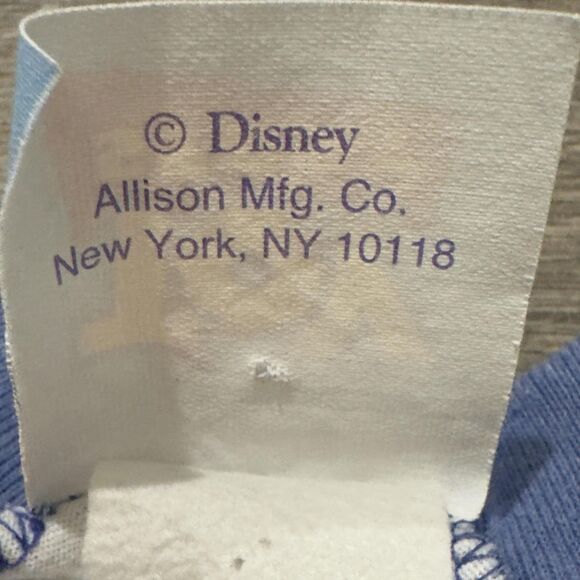 © Disney
Allison Mfg. Co.
New York, NY 10118